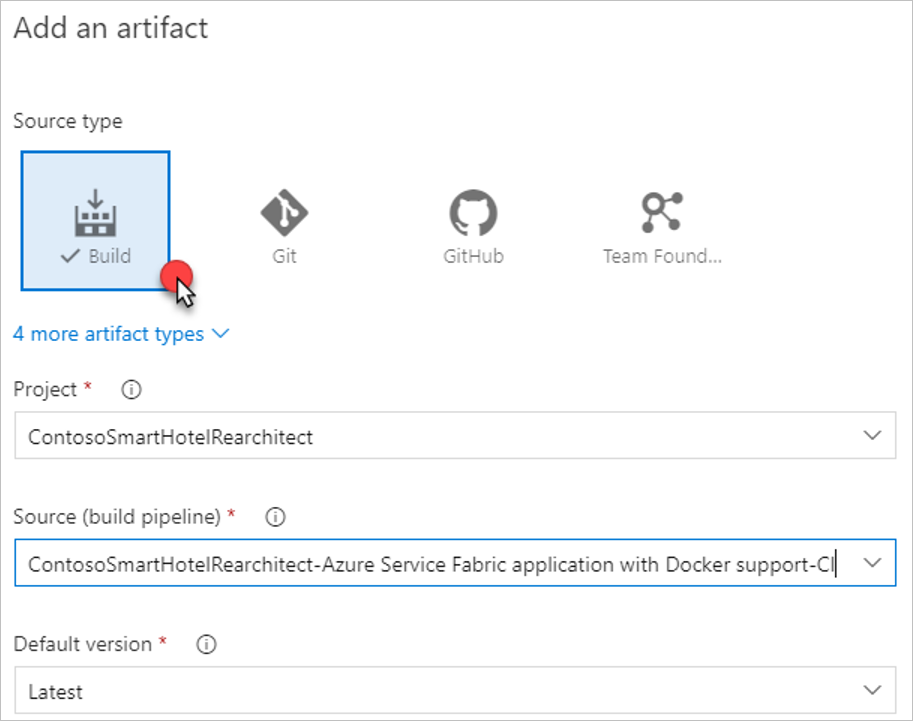 Add an artifact
Source type
Build
Git
GitHub
Team Found...
4 more artifact types
Project *
ContosoSmartHotelRearchitect
Source (build pipeline) *
ContosoSmartHotelRearchitect-Azure Service Fabric application with Docker support-CI
Default version *
Latest